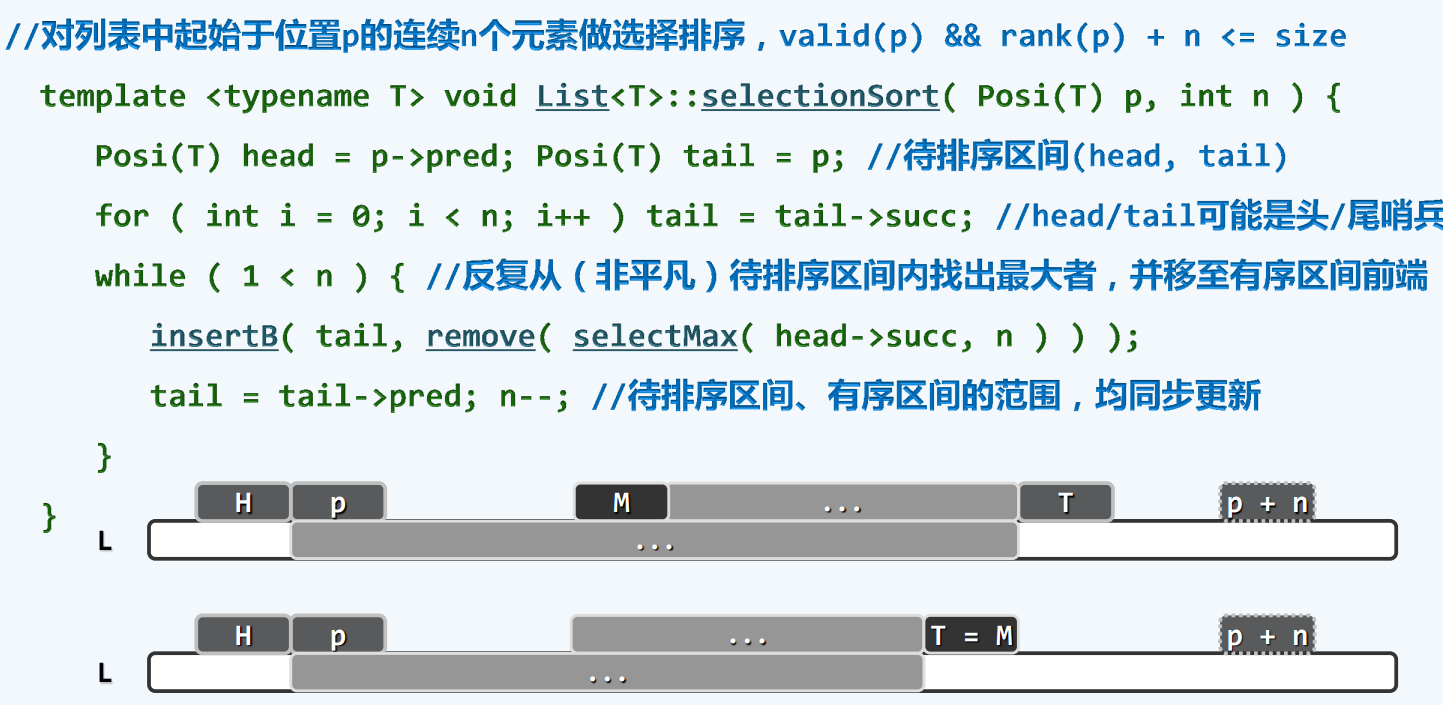 //对列表中起始于位置p的连续n个元素做选择排序，valid(p) && rank(p) + n <= size
template <typename T> void List<T>::selectionSort( Posi(T) p, int n ) {
Posi(T) head = p->pred; Posi(T) tail = p; //待排序区间(head, tail)
for ( int i = 0; i < n; i++ ) tail = tail->succ; //head/tail可能是头/尾哨兵
while ( 1 < n ) { //反复从（非平凡）待排序区间内找出最大者，并移至有序区间前端
insertB( tail, remove( selectMax( head->succ, n ) ) );
tail = tail->pred; n--; //待排序区间、有序区间的范围，均同步更新
}
}
H p M ... T p + n
L ...
H p ... T = M p + n
L ...